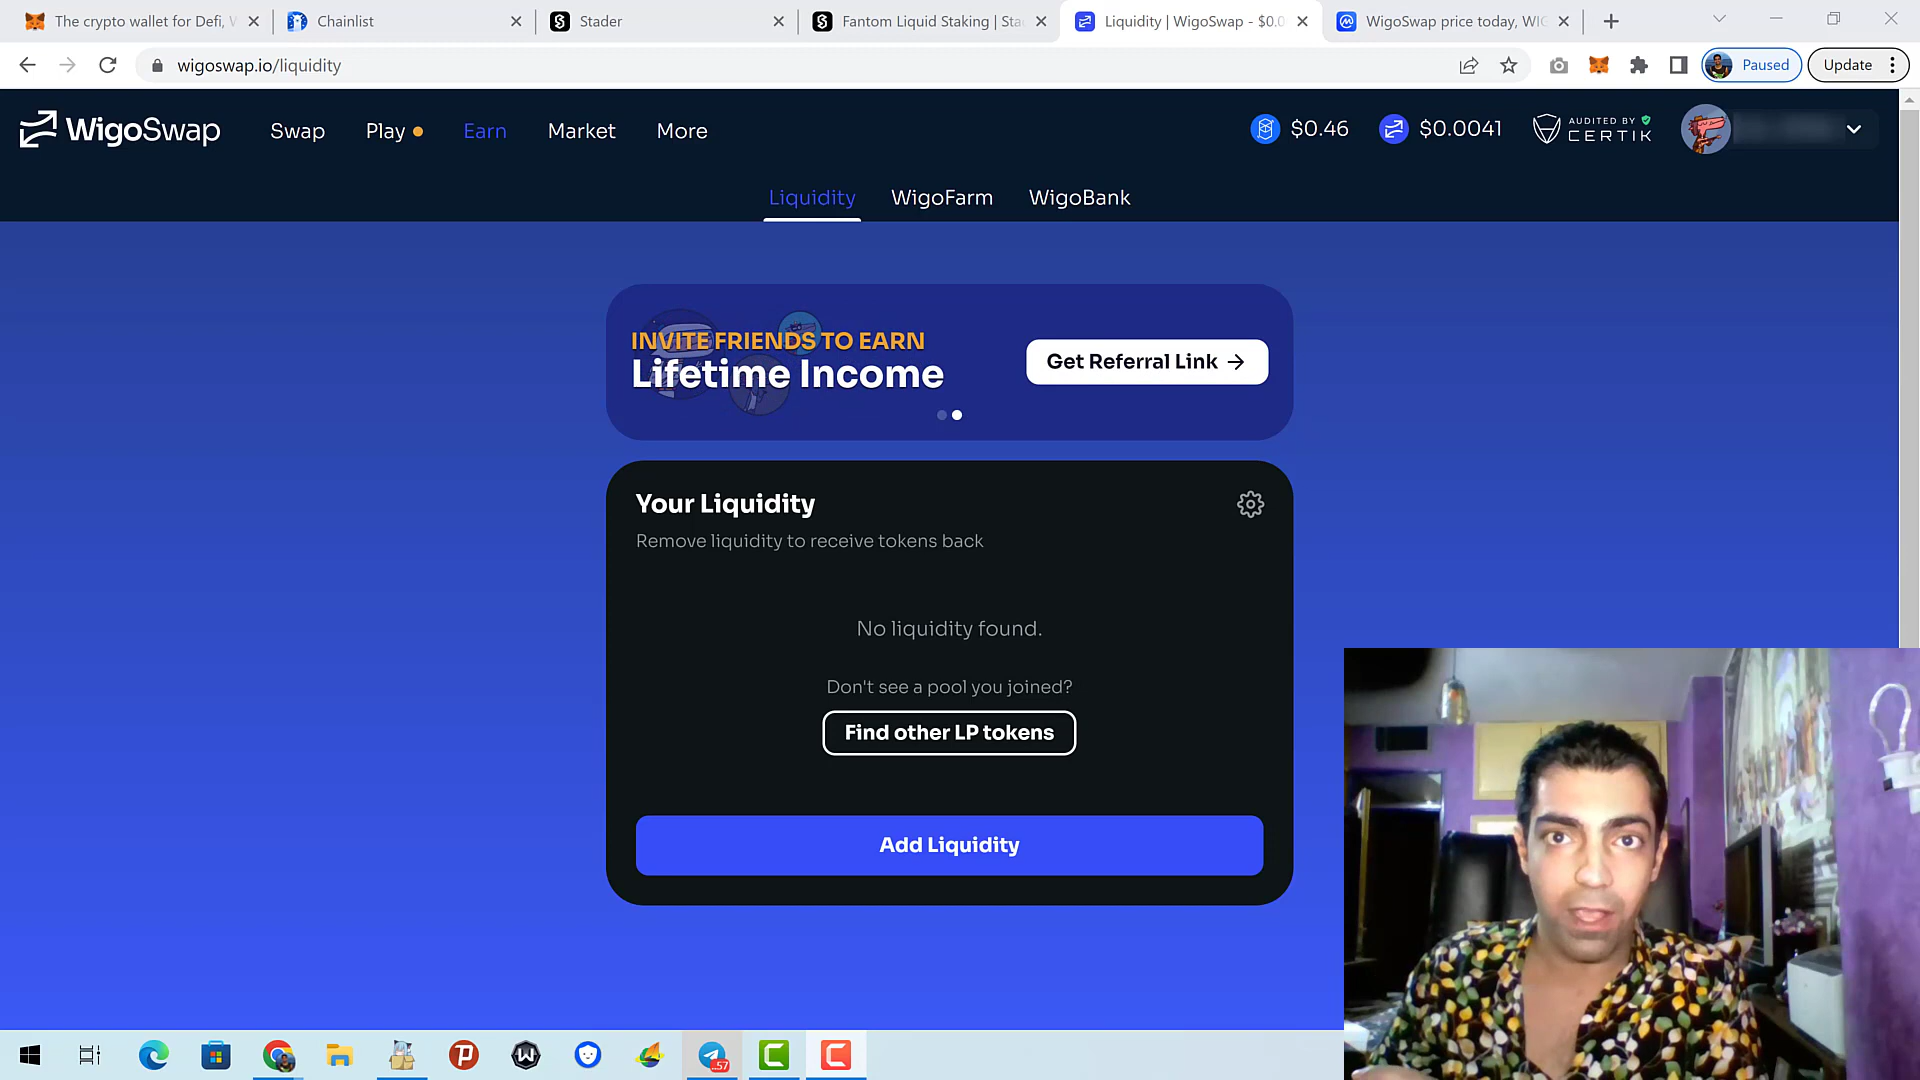 The crypto wallet for Defi, W
Chainlist
Stader
Fantom Liquid Staking | Sta
Liquidity | WigoSwap - $0.0
WigoSwap price today, WIG
wigoswap.io/liquidity
Paused
Update
WigoSwap
Swap
Play
Earn
Market
More
$0.46
$0.0041
AUDITED BY
CERTIK
Liquidity
WigoFarm
WigoBank
INVITE FRIENDS TO EARN
Lifetime Income
Get Referral Link →
Your Liquidity
Remove liquidity to receive tokens back
No liquidity found.
Don't see a pool you joined?
Find other LP tokens
Add Liquidity
57